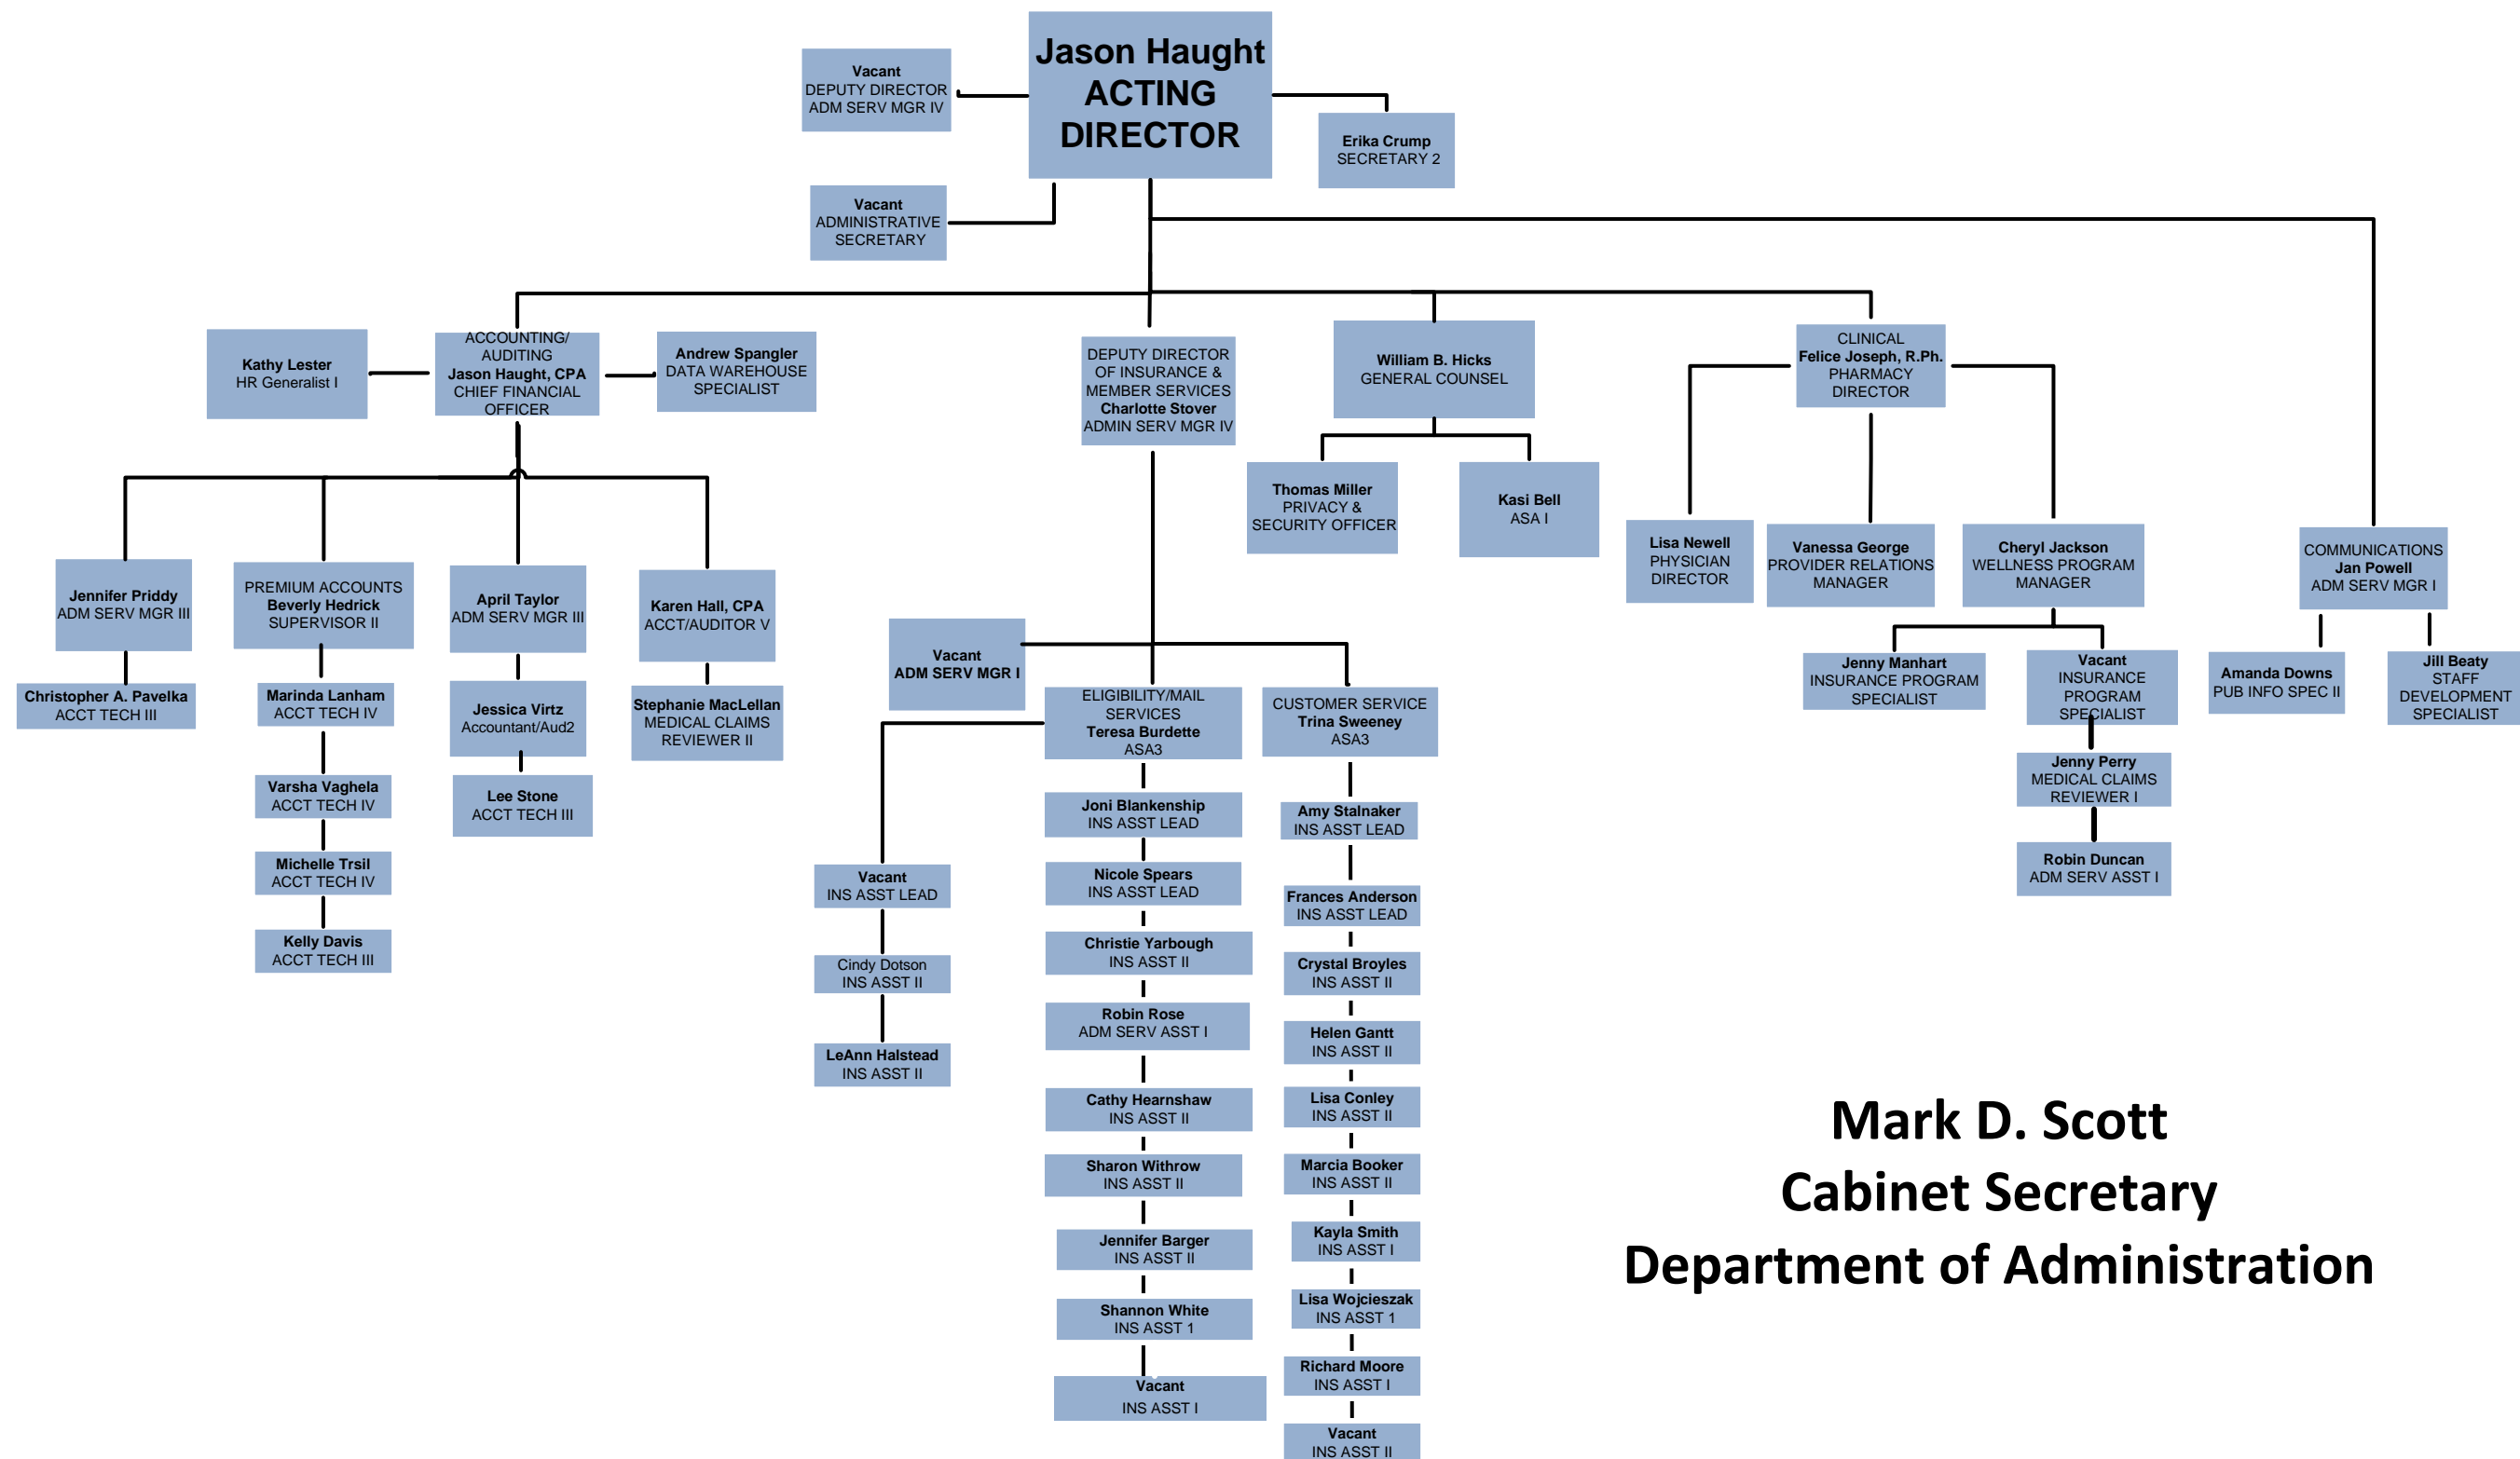 Jason Haught
ACTING
DIRECTOR
Vacant
DEPUTY DIRECTOR
ADM SERV MGR IV
Erika Crump
SECRETARY 2
Vacant
ADMINISTRATIVE
SECRETARY
Kathy Lester
HR Generalist I
ACCOUNTING/
AUDITING
Jason Haught, CPA
CHIEF FINANCIAL
OFFICER
Andrew Spangler
DATA WAREHOUSE
SPECIALIST
DEPUTY DIRECTOR
OF INSURANCE &
MEMBER SERVICES
Charlotte Stover
ADMIN SERV MGR IV
William B. Hicks
GENERAL COUNSEL
CLINICAL
Felice Joseph, R.Ph.
PHARMACY
DIRECTOR
Thomas Miller
PRIVACY &
SECURITY OFFICER
Kasi Bell
ASA I
Lisa Newell
PHYSICIAN
DIRECTOR
Vanessa George
PROVIDER RELATIONS
MANAGER
Cheryl Jackson
WELLNESS PROGRAM
MANAGER
COMMUNICATIONS
Jan Powell
ADM SERV MGR I
Jennifer Priddy
ADM SERV MGR III
PREMIUM ACCOUNTS
Beverly Hedrick
SUPERVISOR II
April Taylor
ADM SERV MGR III
Karen Hall, CPA
ACCT/AUDITOR V
Vacant
ADM SERV MGR I
Christopher A. Pavelka
ACCT TECH III
Marinda Lanham
ACCT TECH IV
Jessica Virtz
Accountant/Aud2
Stephanie MacLellan
MEDICAL CLAIMS
REVIEWER II
ELIGIBILITY/MAIL
SERVICES
Teresa Burdette
ASA3
CUSTOMER SERVICE
Trina Sweeney
ASA3
Jenny Manhart
INSURANCE PROGRAM
SPECIALIST
Vacant
INSURANCE
PROGRAM
SPECIALIST
Amanda Downs
PUB INFO SPEC II
Jill Beaty
STAFF
DEVELOPMENT
SPECIALIST
Varsha Vaghela
ACCT TECH IV
Lee Stone
ACCT TECH III
Jenny Perry
MEDICAL CLAIMS
REVIEWER I
Michelle Trsil
ACCT TECH IV
Robin Duncan
ADM SERV ASST I
Kelly Davis
ACCT TECH III
Vacant
INS ASST LEAD
Cindy Dotson
INS ASST II
LeAnn Halstead
INS ASST II
Joni Blankenship
INS ASST LEAD
Nicole Spears
INS ASST LEAD
Christie Yarbough
INS ASST II
Robin Rose
ADM SERV ASST I
Cathy Hearnshaw
INS ASST II
Sharon Withrow
INS ASST II
Jennifer Barger
INS ASST II
Shannon White
INS ASST 1
Vacant
INS ASST I
Amy Stalnaker
INS ASST LEAD
Frances Anderson
INS ASST LEAD
Crystal Broyles
INS ASST II
Helen Gantt
INS ASST II
Lisa Conley
INS ASST II
Marcia Booker
INS ASST II
Kayla Smith
INS ASST I
Lisa Wojcieszak
INS ASST 1
Richard Moore
INS ASST I
Vacant
INS ASST II
Mark D. Scott
Cabinet Secretary
Department of Administration